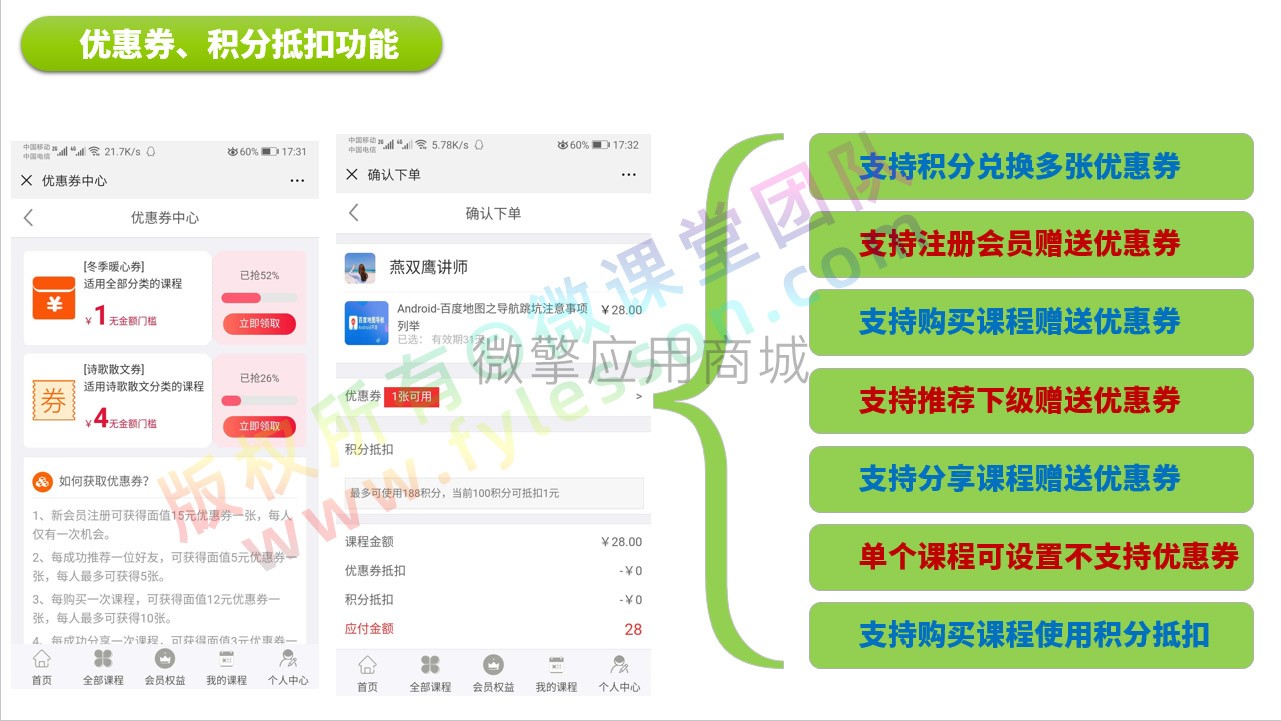 优惠券、积分抵扣功能
中国移动
中国电信
21.7K/s
60%
17:31
优惠券中心
优惠券中心
[冬季暖心券]
适用全部分类的课程
¥ 1 无金额门槛
已抢52%
立即领取
券
[诗歌散文券]
适用诗歌散文分类的课程
¥ 4 无金额门槛
已抢26%
立即领取
如何获取优惠券?
1、新会员注册可获得面值15元优惠券一张，每人
仅有一次机会。
2、每成功推荐一位好友，可获得面值5元优惠券一
张，每人最多可获得5张。
3、每购买一次课程，可获得面值12元优惠券一
张，每人最多可获得10张。
4、每成功分享一次课程，可获得面值3元优惠券一
首页
全部课程
会员权益
我的课程
个人中心
中国移动
中国电信
5.78K/s
60%
17:32
确认下单
确认下单
燕双鹰讲师
百度地图导航
Android-百度地图之导航跳坑注意事项
列举
¥28.00
已选： 有效期31天
优惠券 1张可用 >
积分抵扣
最多可使用188积分，当前100积分可抵扣1元
课程金额 ¥28.00
优惠券抵扣 -¥0
积分抵扣 -¥0
应付金额 28
首页
全部课程
会员权益
我的课程
个人中心
支持积分兑换多张优惠券
支持注册会员赠送优惠券
支持购买课程赠送优惠券
支持推荐下级赠送优惠券
支持分享课程赠送优惠券
单个课程可设置不支持优惠券
支持购买课程使用积分抵扣
版权所有@微课堂团队
www.fylesson.com
微擎应用商城